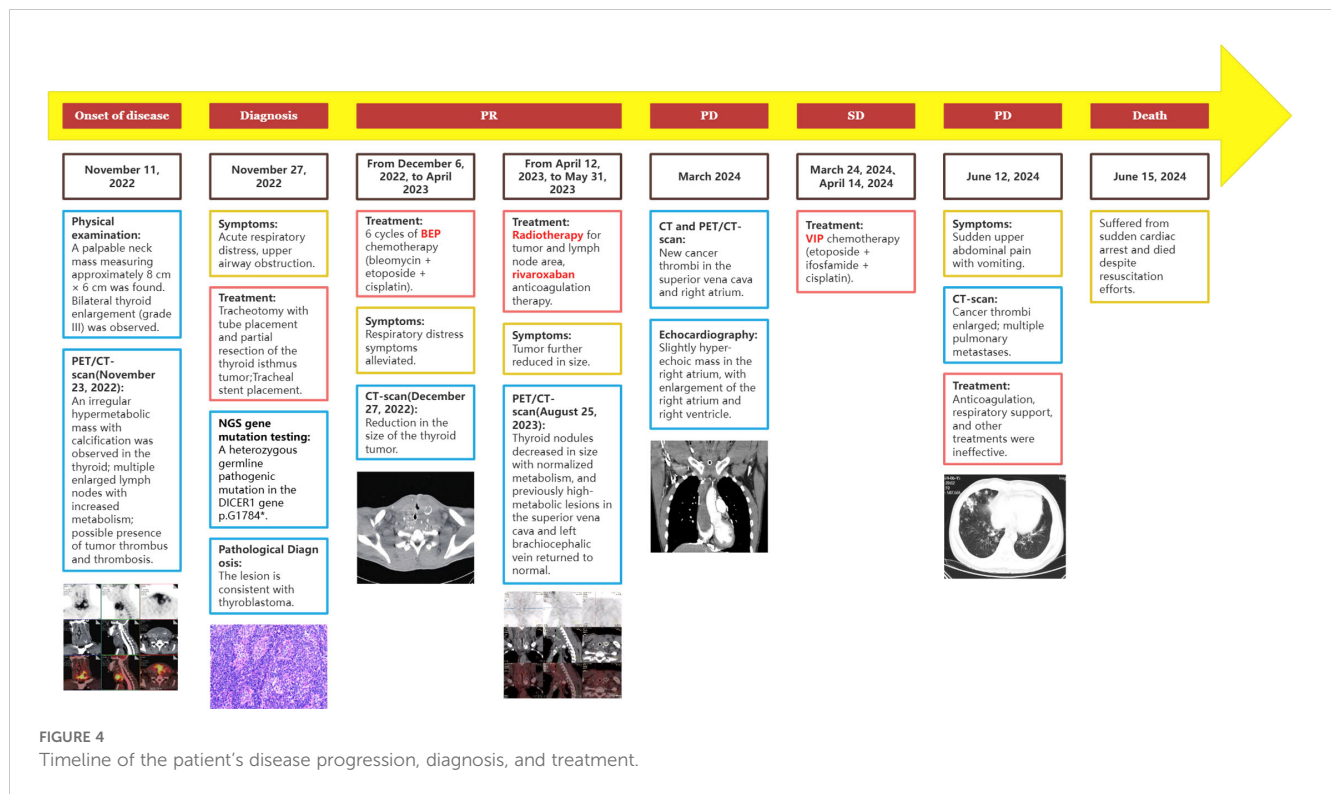 Onset of disease
Diagnosis
PR
PD
SD
PD
Death
November 11,
2022
November 27,
2022
From December 6,
2022, to April
2023
From April 12,
2023, to May 31,
2023
March 2024
March 24, 2024、
April 14, 2024
June 12, 2024
June 15, 2024
Physical
examination:
A palpable neck
mass measuring
approximately 8 cm
× 6 cm was found.
Bilateral thyroid
enlargement (grade
III) was observed.
PET/CT-
scan(November
23, 2022):
An irregular
hypermetabolic
mass with
calcification was
observed in the
thyroid; multiple
enlarged lymph
nodes with
increased
metabolism;
possible presence
of tumor thrombus
and thrombosis.
Symptoms:
Acute respiratory
distress, upper
airway obstruction.
Treatment:
Tracheotomy with
tube placement
and partial
resection of the
thyroid isthmus
tumor;Tracheal
stent placement.
NGS gene
mutation testing:
A heterozygous
germline
pathogenic
mutation in the
DICER1 gene
p.G1784*.
Pathological Diagn
osis:
The lesion is
consistent with
thyroblastoma.
Treatment:
6 cycles of BEP
chemotherapy
(bleomycin +
etoposide +
cisplatin).
Symptoms:
Respiratory distress
symptoms
alleviated.
CT-scan(December
27, 2022):
Reduction in the
size of the thyroid
tumor.
Treatment:
Radiotherapy for
tumor and lymph
node area,
rivaroxaban
anticoagulation
therapy.
Symptoms:
Tumor further
reduced in size.
PET/CT-
scan(August 25,
2023):
Thyroid nodules
decreased in size
with normalized
metabolism, and
previously high-
metabolic lesions in
the superior vena
cava and left
brachiocephalic
vein returned to
normal.
CT and PET/CT-
scan:
New cancer
thrombi in the
superior vena cava
and right atrium.
Echocardiography:
Slightly hyper-
echoic mass in the
right atrium, with
enlargement of the
right atrium and
right ventricle.
Treatment:
VIP chemotherapy
(etoposide +
ifosfamide +
cisplatin).
Symptoms:
Sudden upper
abdominal pain
with vomiting.
CT-scan:
Cancer thrombi
enlarged; multiple
pulmonary
metastases.
Treatment:
Anticoagulation,
respiratory support,
and other
treatments were
ineffective.
Suffered from
sudden cardiac
arrest and died
despite
resuscitation
efforts.
FIGURE 4
Timeline of the patient's disease progression, diagnosis, and treatment.